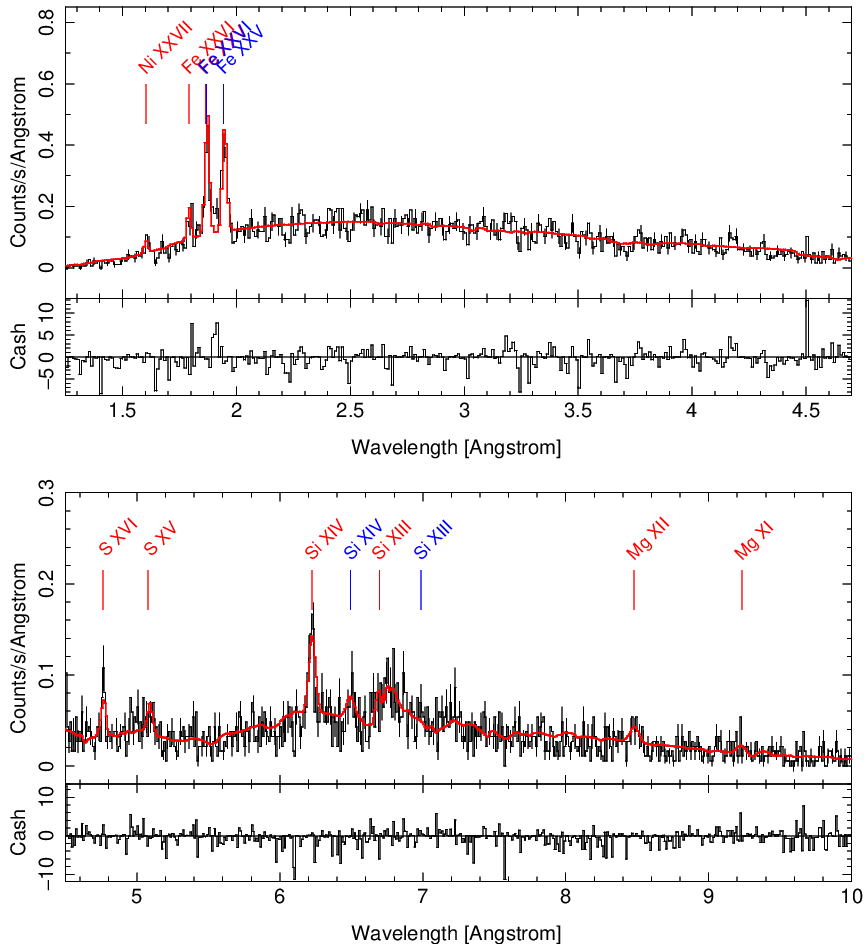 Ni XXVII
Fe XXVI
Fe XXVI
Fe XXV
Fe XXV
0.8
0.6
0.4
0.2
0
Counts/s/Angstrom
10
5
0
−5
Cash
1.5
2
2.5
3
3.5
4
4.5
Wavelength [Angstrom]
S XVI
S XV
Si XIV
Si XIV
Si XIII
Si XIII
Mg XII
Mg XI
0.3
0.2
0.1
0
Counts/s/Angstrom
10
0
−10
Cash
5
6
7
8
9
10
Wavelength [Angstrom]